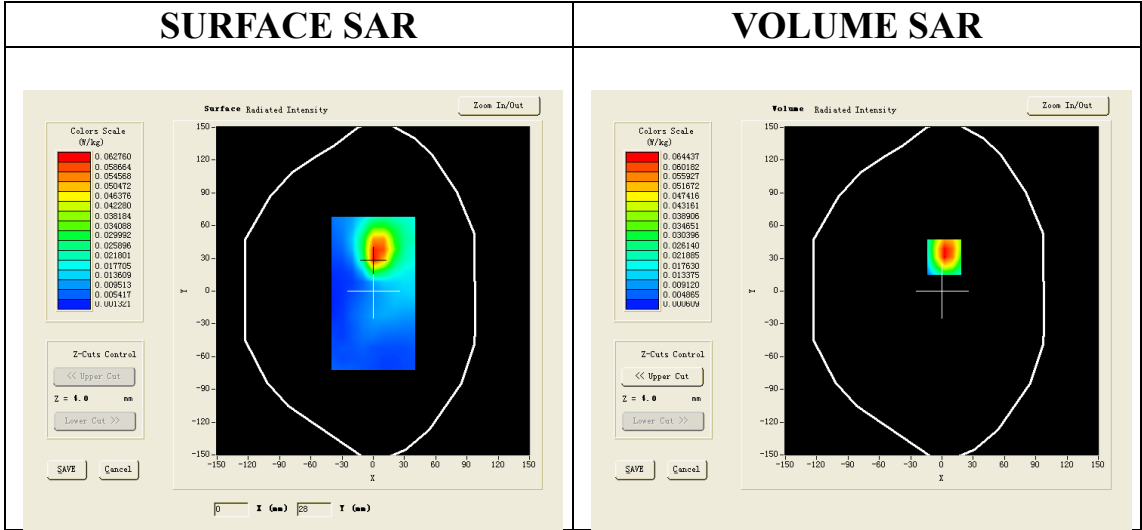 SURFACE SAR
VOLUME SAR
Surface Radiated Intensity
Zoom In/Out
Colors Scale
(W/kg)
0.062760
0.058664
0.054568
0.050472
0.046376
0.042280
0.038184
0.034088
0.029992
0.025896
0.021801
0.017705
0.013609
0.009513
0.005417
0.001321
150
120
90
60
30
0
-30
-60
-90
-120
-150
Y
-150 -120 -90 -60 -30 0 30 60 90 120 150
X
Z-Cuts Control
<< Upper Cut
Z = 4.0 mm
Lower Cut >>
SAVE
Cancel
0 X (mm) 28 Y (mm)
Volume Radiated Intensity
Zoom In/Out
Colors Scale
(W/kg)
0.064437
0.060182
0.055927
0.051672
0.047416
0.043161
0.038906
0.034651
0.030396
0.026140
0.021885
0.017630
0.013375
0.009120
0.004865
0.000609
150
120
90
60
30
0
-30
-60
-90
-120
-150
Y
-150 -120 -90 -60 -30 0 30 60 90 120 150
X
Z-Cuts Control
<< Upper Cut
Z = 4.0 mm
Lower Cut >>
SAVE
Cancel